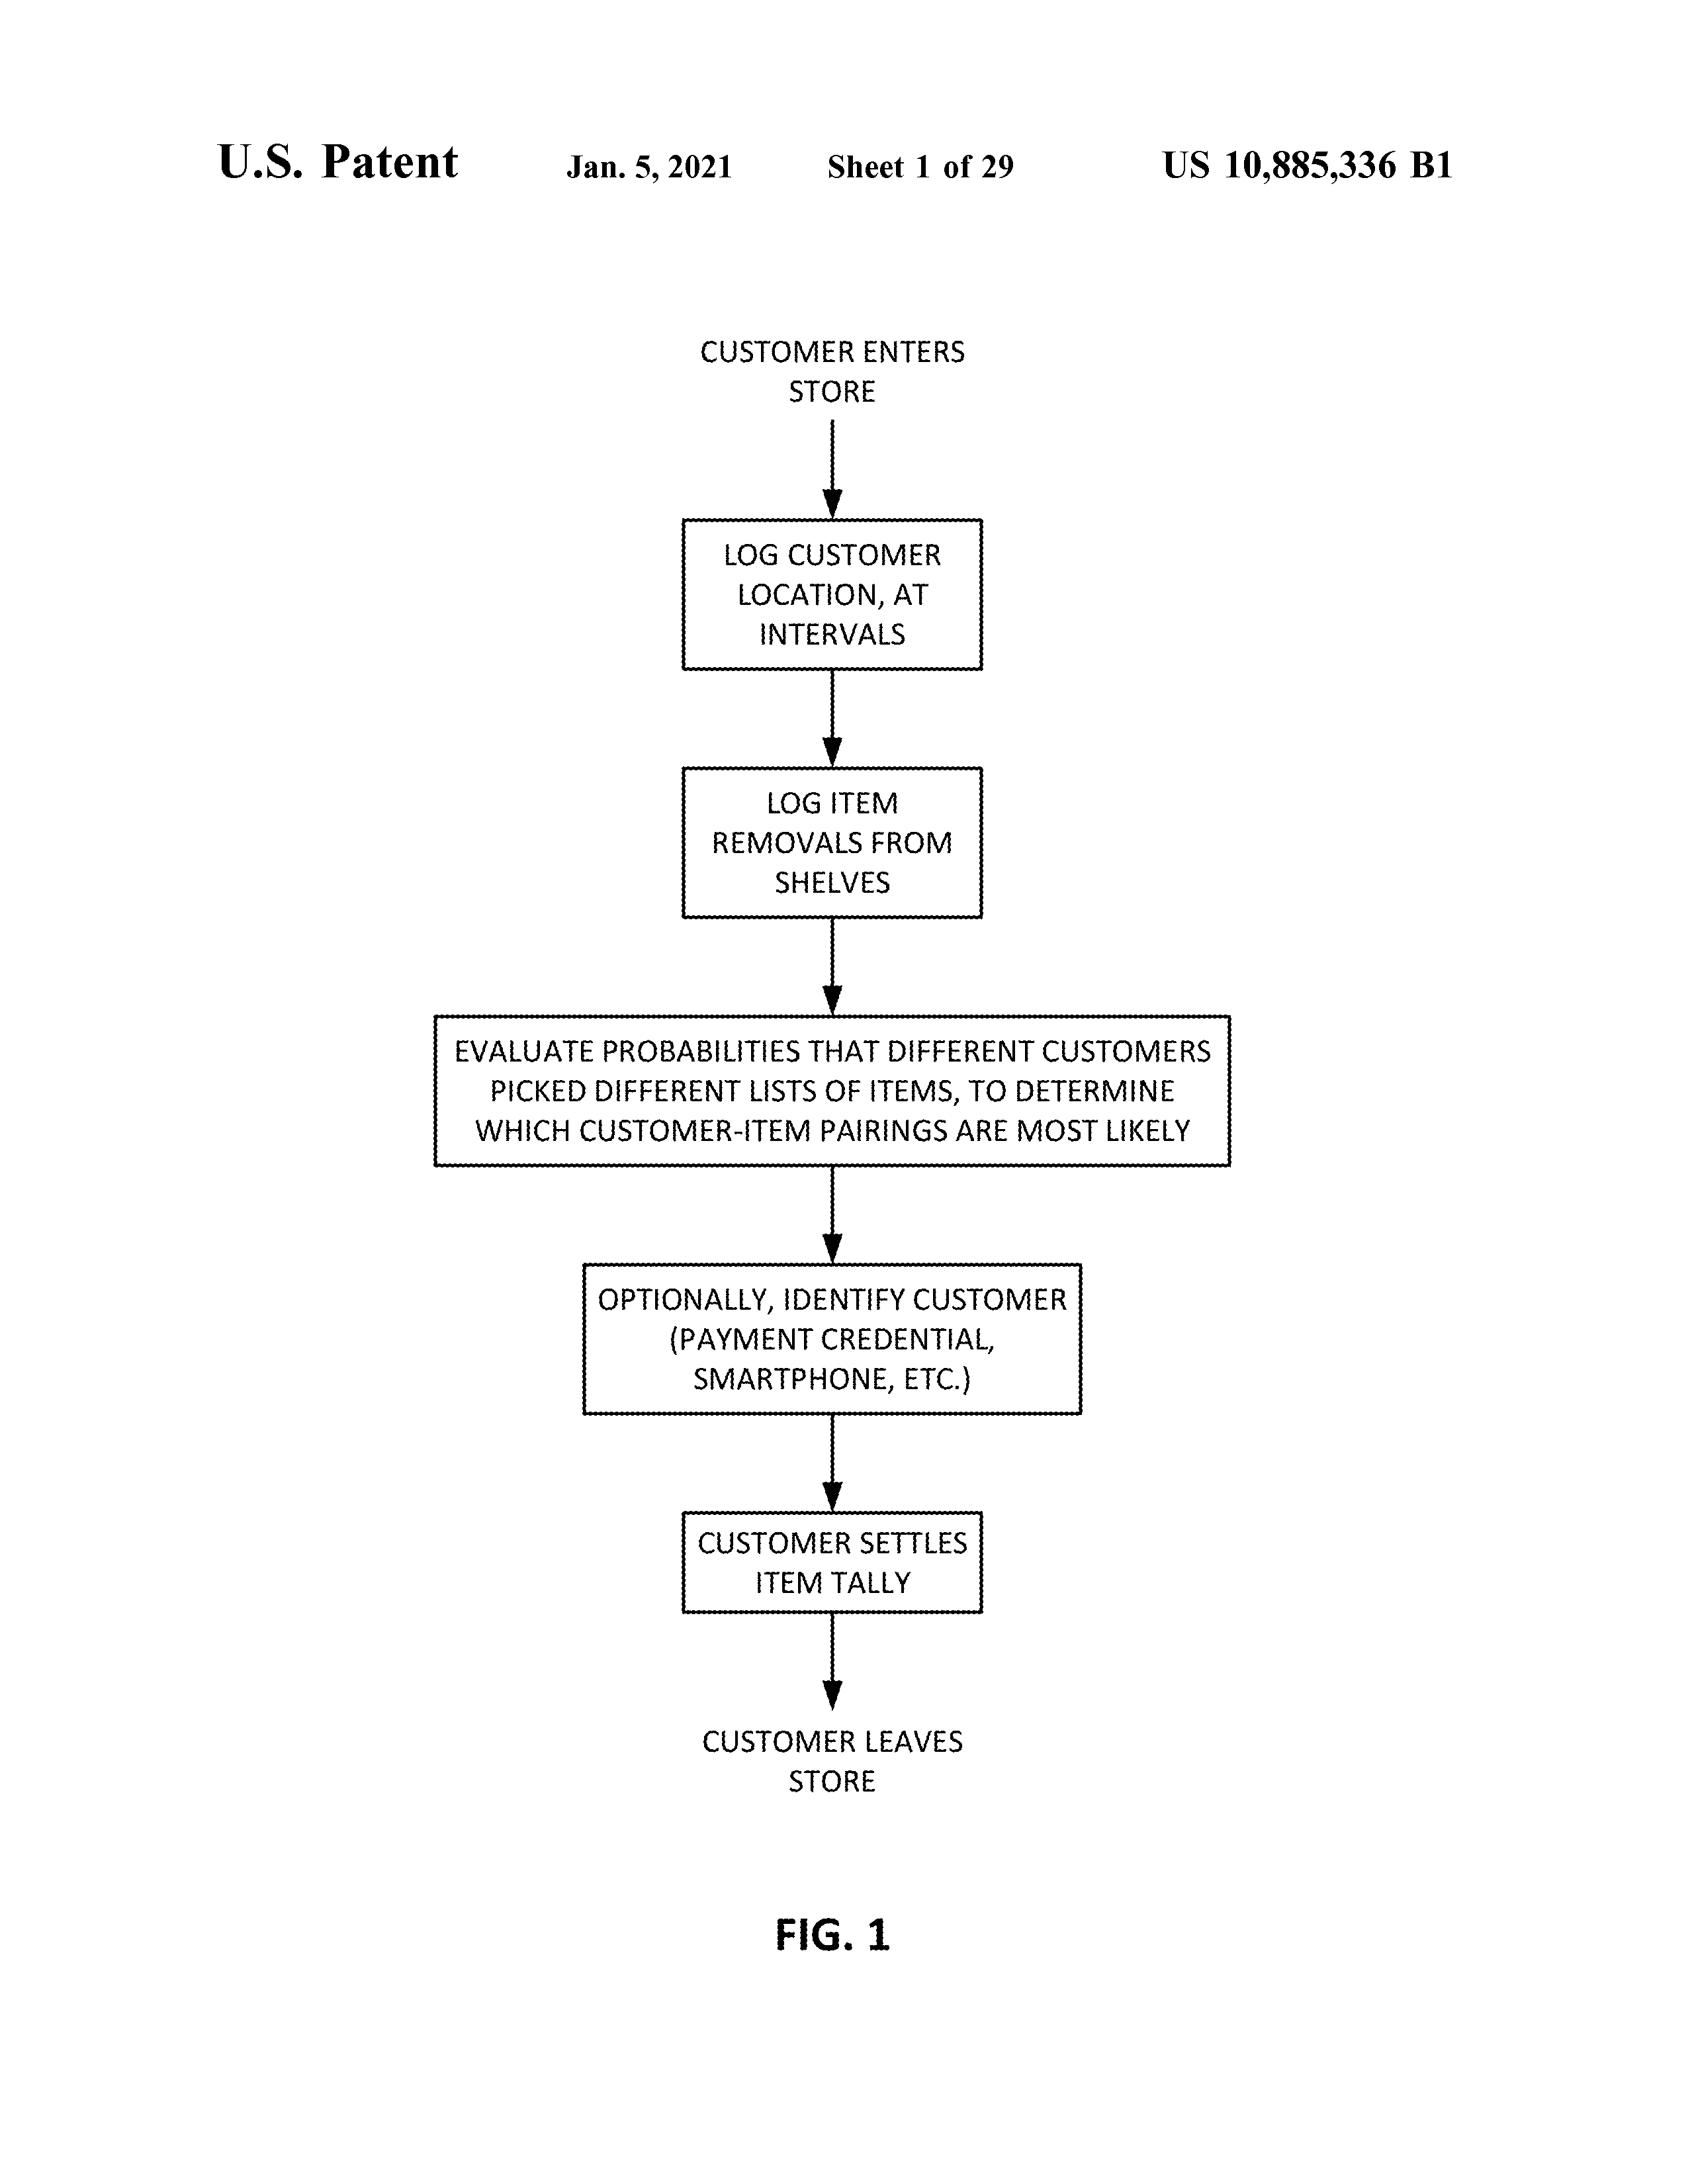 U.S. Patent Jan. 5, 2021 Sheet 1 of 29 US 10,885,336 B1
CUSTOMER ENTERS
STORE
LOG CUSTOMER
LOCATION, AT
INTERVALS
LOG ITEM
REMOVALS FROM
SHELVES
EVALUATE PROBABILITIES THAT DIFFERENT CUSTOMERS
PICKED DIFFERENT LISTS OF ITEMS, TO DETERMINE
WHICH CUSTOMER-ITEM PAIRINGS ARE MOST LIKELY
OPTIONALLY, IDENTIFY CUSTOMER
(PAYMENT CREDENTIAL,
SMARTPHONE, ETC.)
CUSTOMER SETTLES
ITEM TALLY
CUSTOMER LEAVES
STORE
FIG. 1